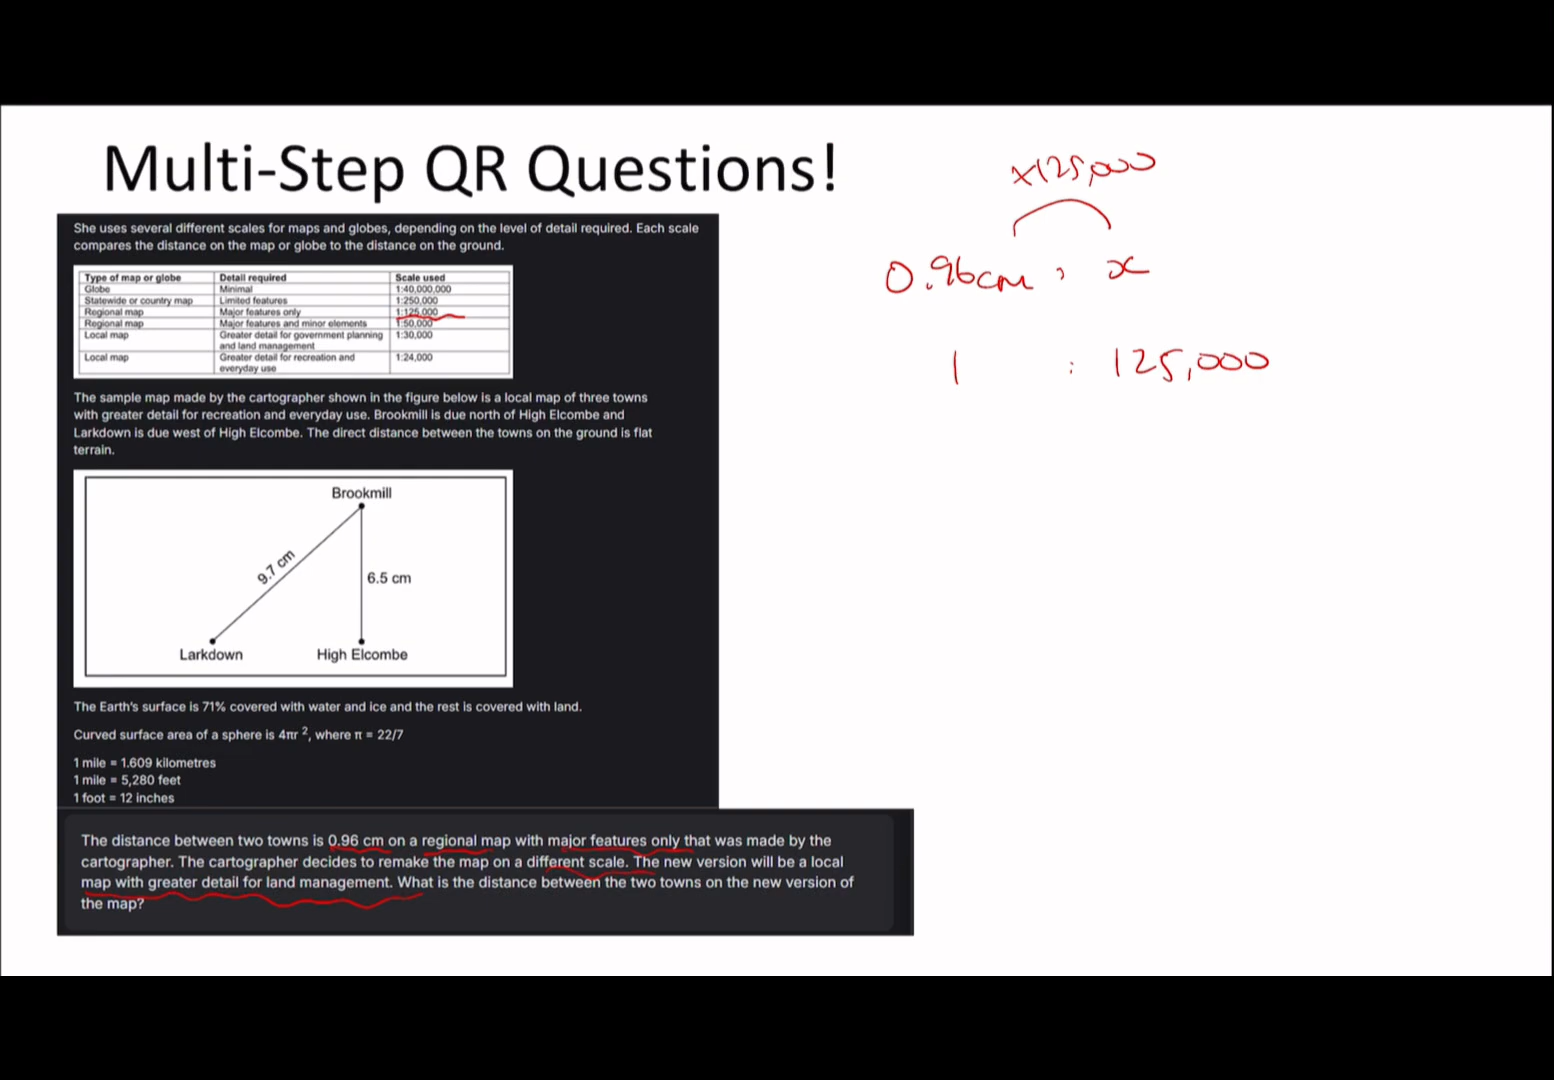 Multi-Step QR Questions!
x125,000
She uses several different scales for maps and globes, depending on the level of detail required. Each scale
compares the distance on the map or globe to the distance on the ground.
0.96cm : x
Type of map or globe Detail required Scale used
Globe Minimal 1:40,000,000
Statewide or country map Limited features 1:250,000
Regional map Major features only 1:125,000
Regional map Major features and minor elements 1:50,000
Local map Greater detail for government planning 1:30,000
and land management
Local map Greater detail for recreation and 1:24,000
everyday use
1 : 125,000
The sample map made by the cartographer shown in the figure below is a local map of three towns
with greater detail for recreation and everyday use. Brookmill is due north of High Elcombe and
Larkdown is due west of High Elcombe. The direct distance between the towns on the ground is flat
terrain.
Brookmill
9.7 cm
6.5 cm
Larkdown High Elcombe
The Earth's surface is 71% covered with water and ice and the rest is covered with land.
Curved surface area of a sphere is 4πr ², where π = 22/7
1 mile = 1.609 kilometres
1 mile = 5,280 feet
1 foot = 12 inches
The distance between two towns is 0.96 cm on a regional map with major features only that was made by the
cartographer. The cartographer decides to remake the map on a different scale. The new version will be a local
map with greater detail for land management. What is the distance between the two towns on the new version of
the map?